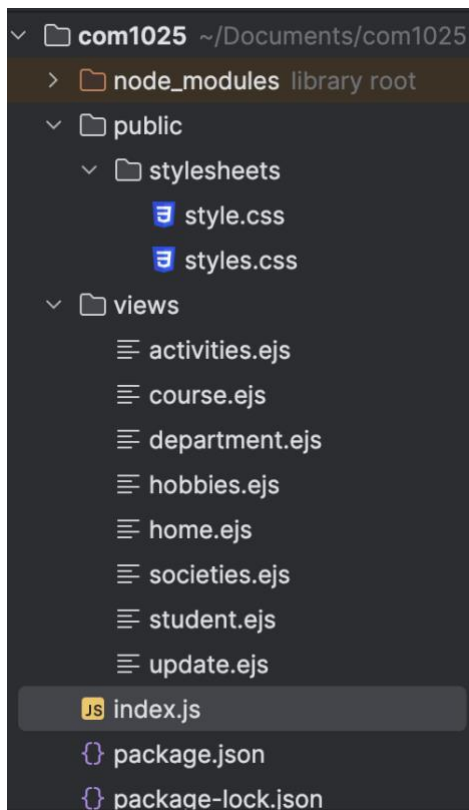 com1025 ~/Documents/com1025
node_modules library root
public
stylesheets
style.css
styles.css
views
activities.ejs
course.ejs
department.ejs
hobbies.ejs
home.ejs
societies.ejs
student.ejs
update.ejs
JS index.js
{} package.json
{} package-lock.json